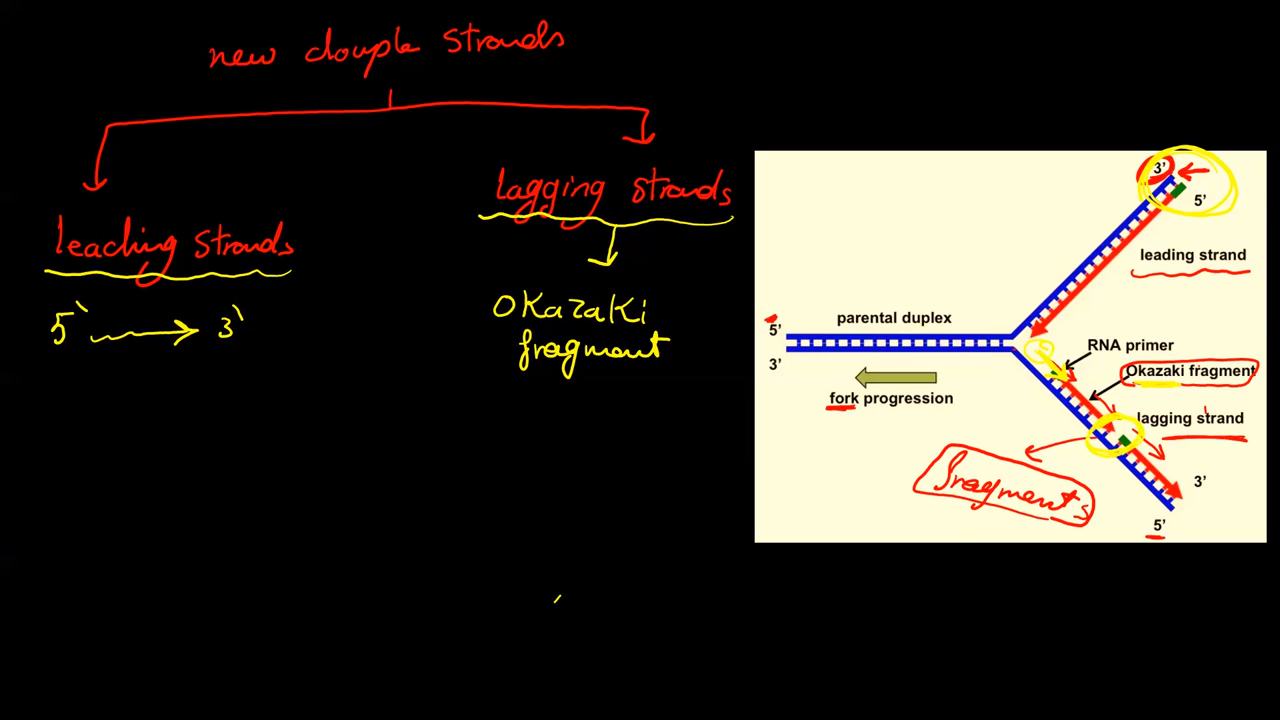 new douple strands
leaching strands
lagging strands
5` 3`
OKazaKi
fragment
3'
5'
leading strand
parental duplex
5'
3'
RNA primer
Okazaki fragment
fork progression
lagging strand
fragments
3'
5'